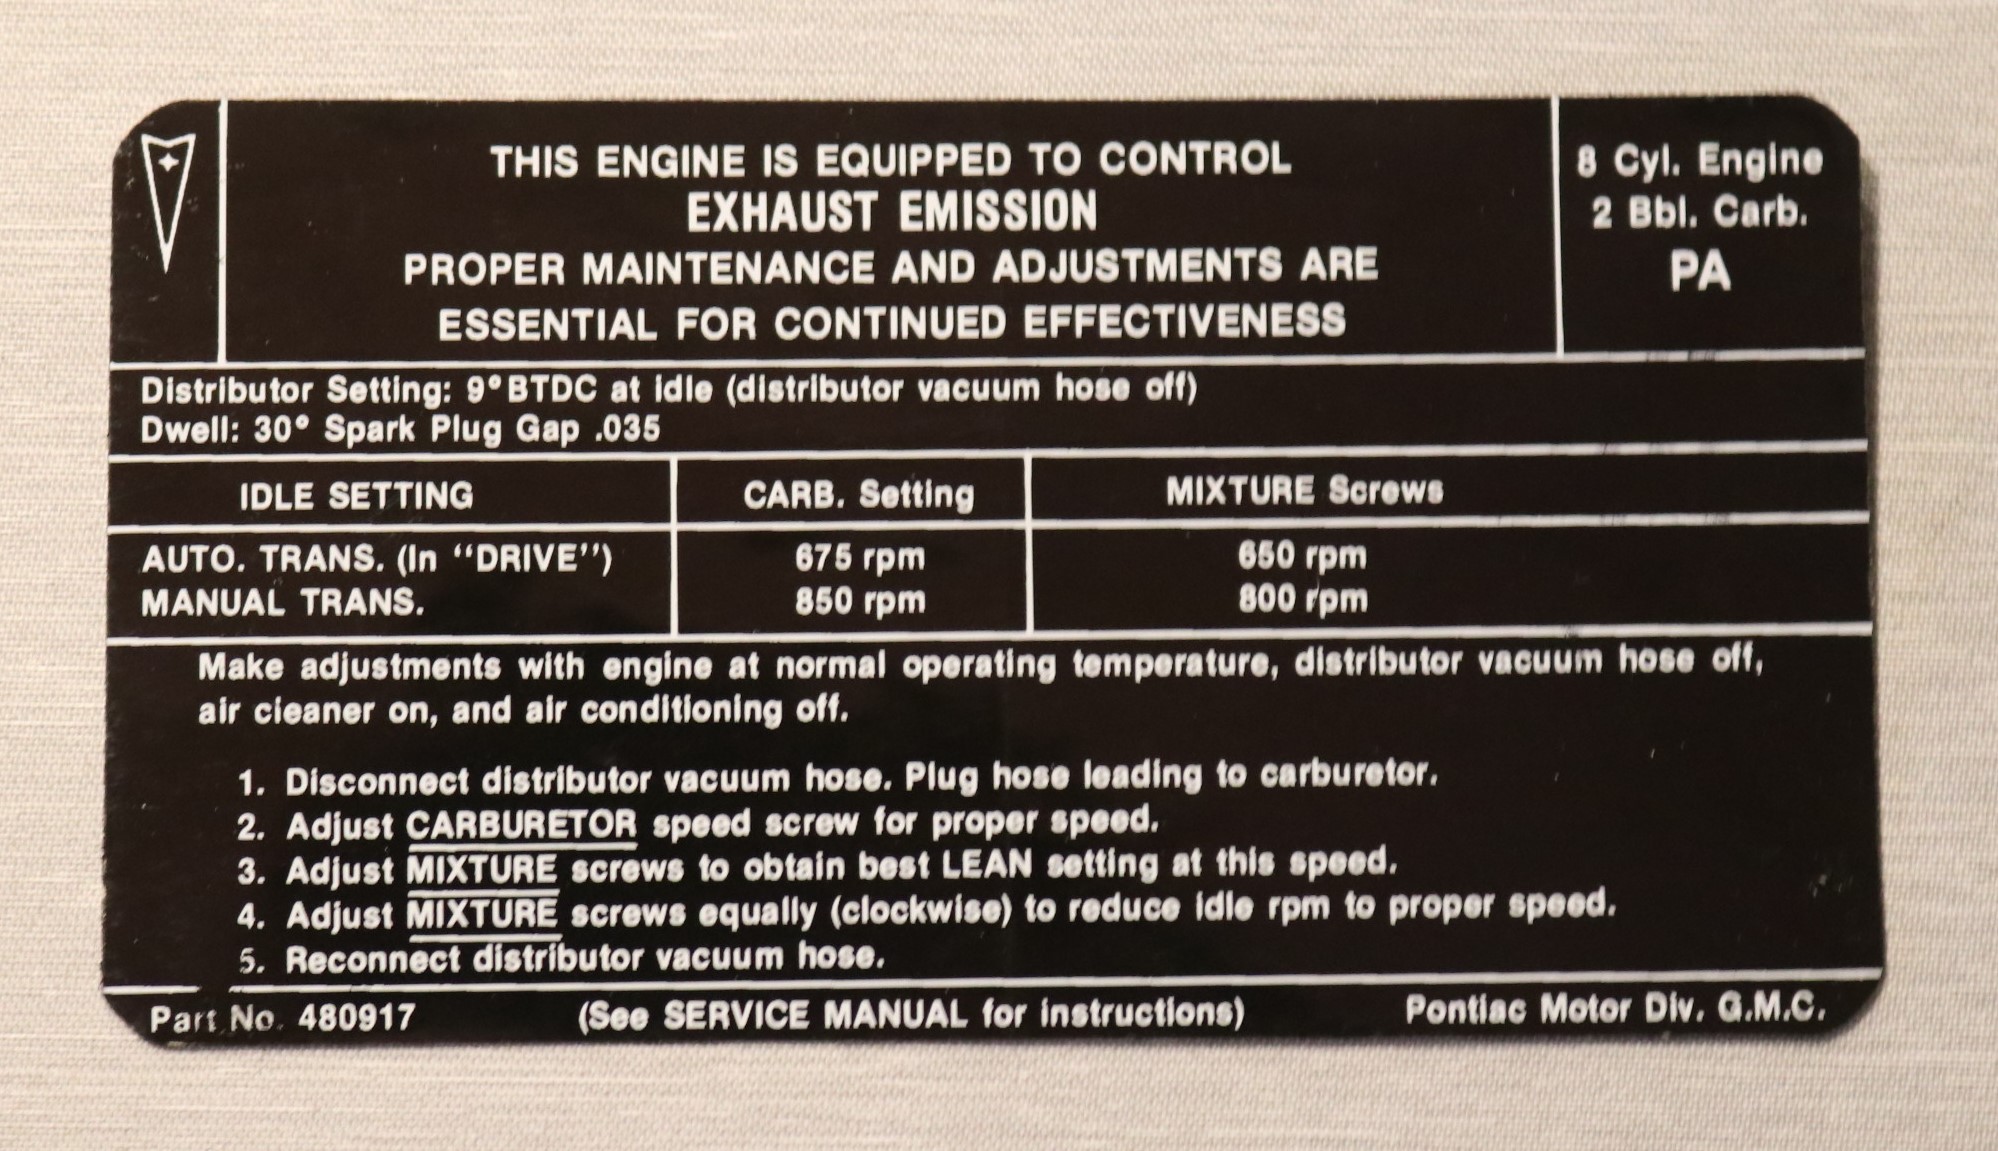 THIS ENGINE IS EQUIPPED TO CONTROL
EXHAUST EMISSION
PROPER MAINTENANCE AND ADJUSTMENTS ARE
ESSENTIAL FOR CONTINUED EFFECTIVENESS
8 Cyl. Engine
2 Bbl. Carb.
PA
Distributor Setting: 9° BTDC at idle (distributor vacuum hose off)
Dwell: 30° Spark Plug Gap .035
IDLE SETTING CARB. Setting MIXTURE Screws
AUTO. TRANS. (In “DRIVE”) 675 rpm 650 rpm
MANUAL TRANS. 850 rpm 800 rpm
Make adjustments with engine at normal operating temperature, distributor vacuum hose off,
air cleaner on, and air conditioning off.
1. Disconnect distributor vacuum hose. Plug hose leading to carburetor.
2. Adjust CARBURETOR speed screw for proper speed.
3. Adjust MIXTURE screws to obtain best LEAN setting at this speed.
4. Adjust MIXTURE screws equally (clockwise) to reduce idle rpm to proper speed.
5. Reconnect distributor vacuum hose.
Part No. 480917 (See SERVICE MANUAL for instructions) Pontiac Motor Div. G.M.C.